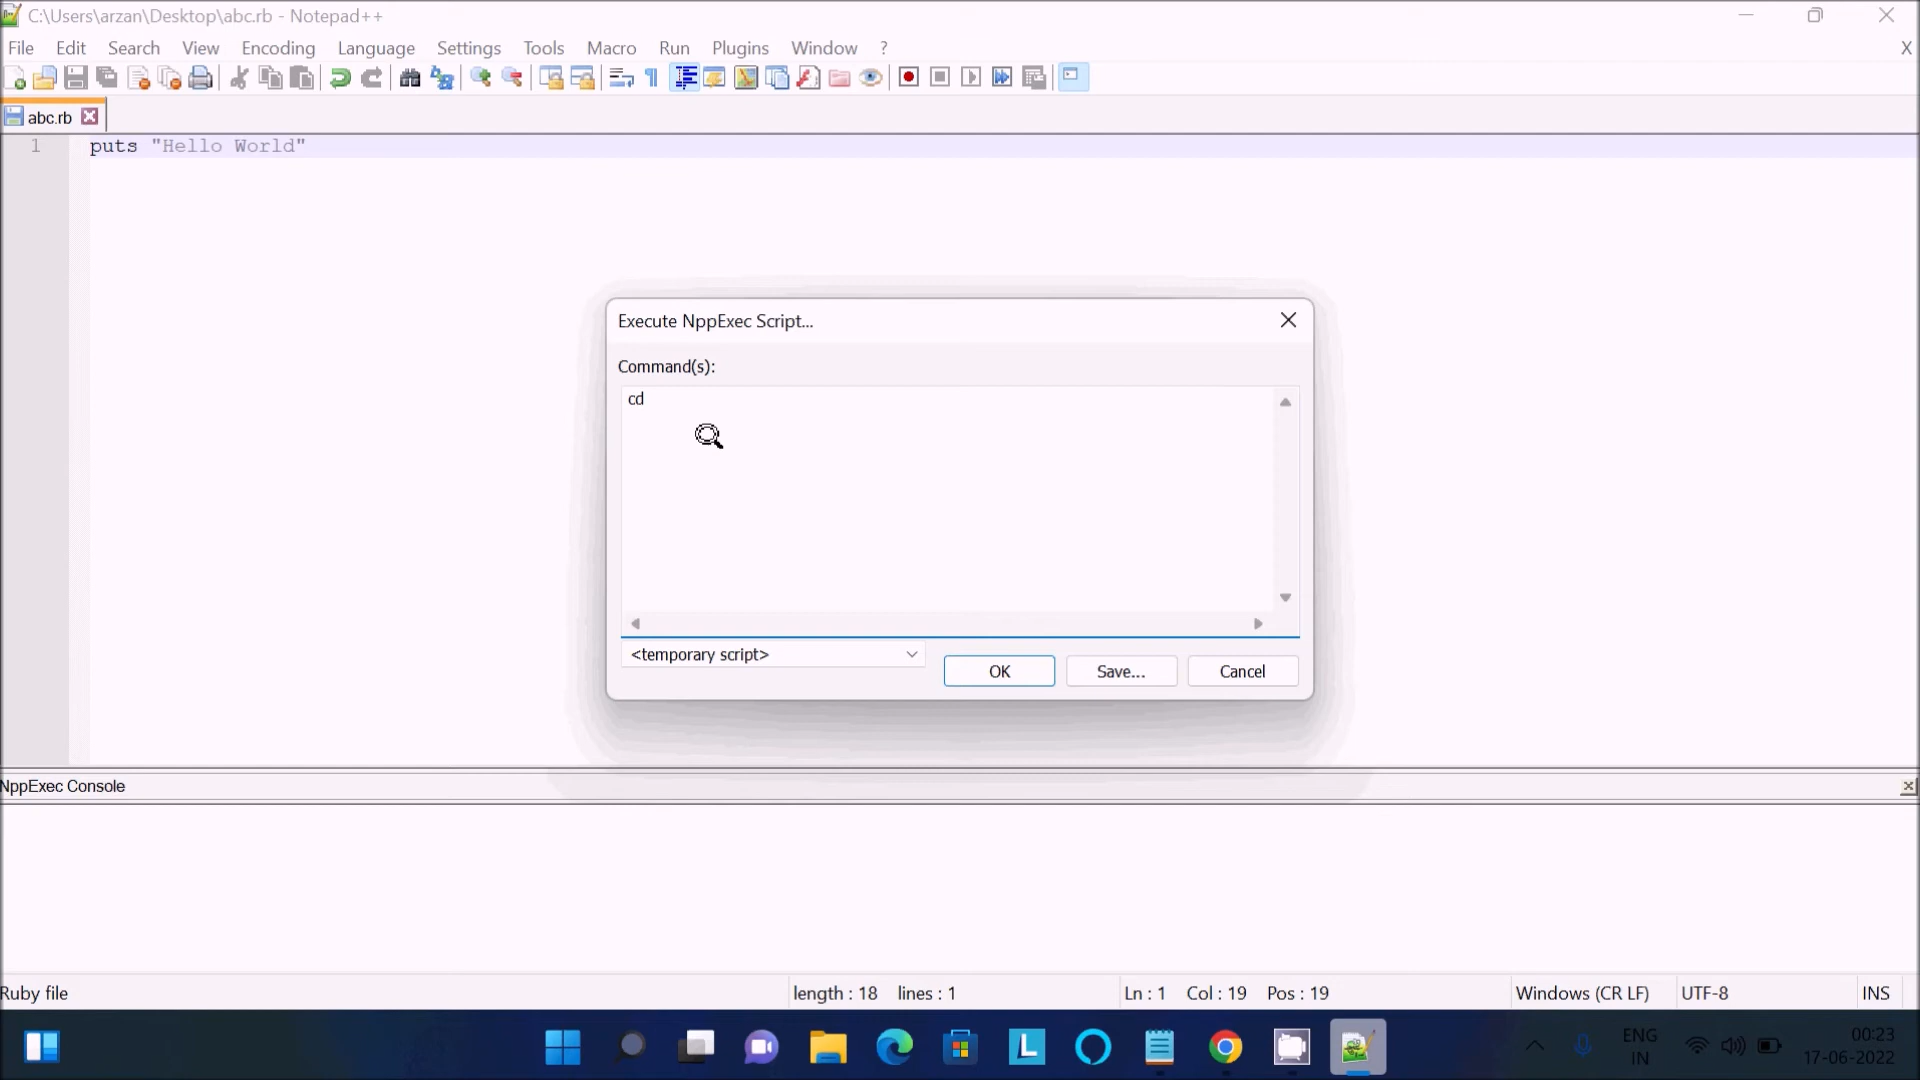 C:\Users\arzan\Desktop\abc.rb - Notepad++
File Edit Search View Encoding Language Settings Tools Macro Run Plugins Window ? X
abc.rb
1 puts "Hello World"
Execute NppExec Script...
Command(s):
cd
<temporary script>
OK Save... Cancel
NppExec Console
Ruby file length : 18 lines : 1 Ln : 1 Col : 19 Pos : 19 Windows (CR LF) UTF-8 INS
L
ENG
IN
00:23
17-06-2022